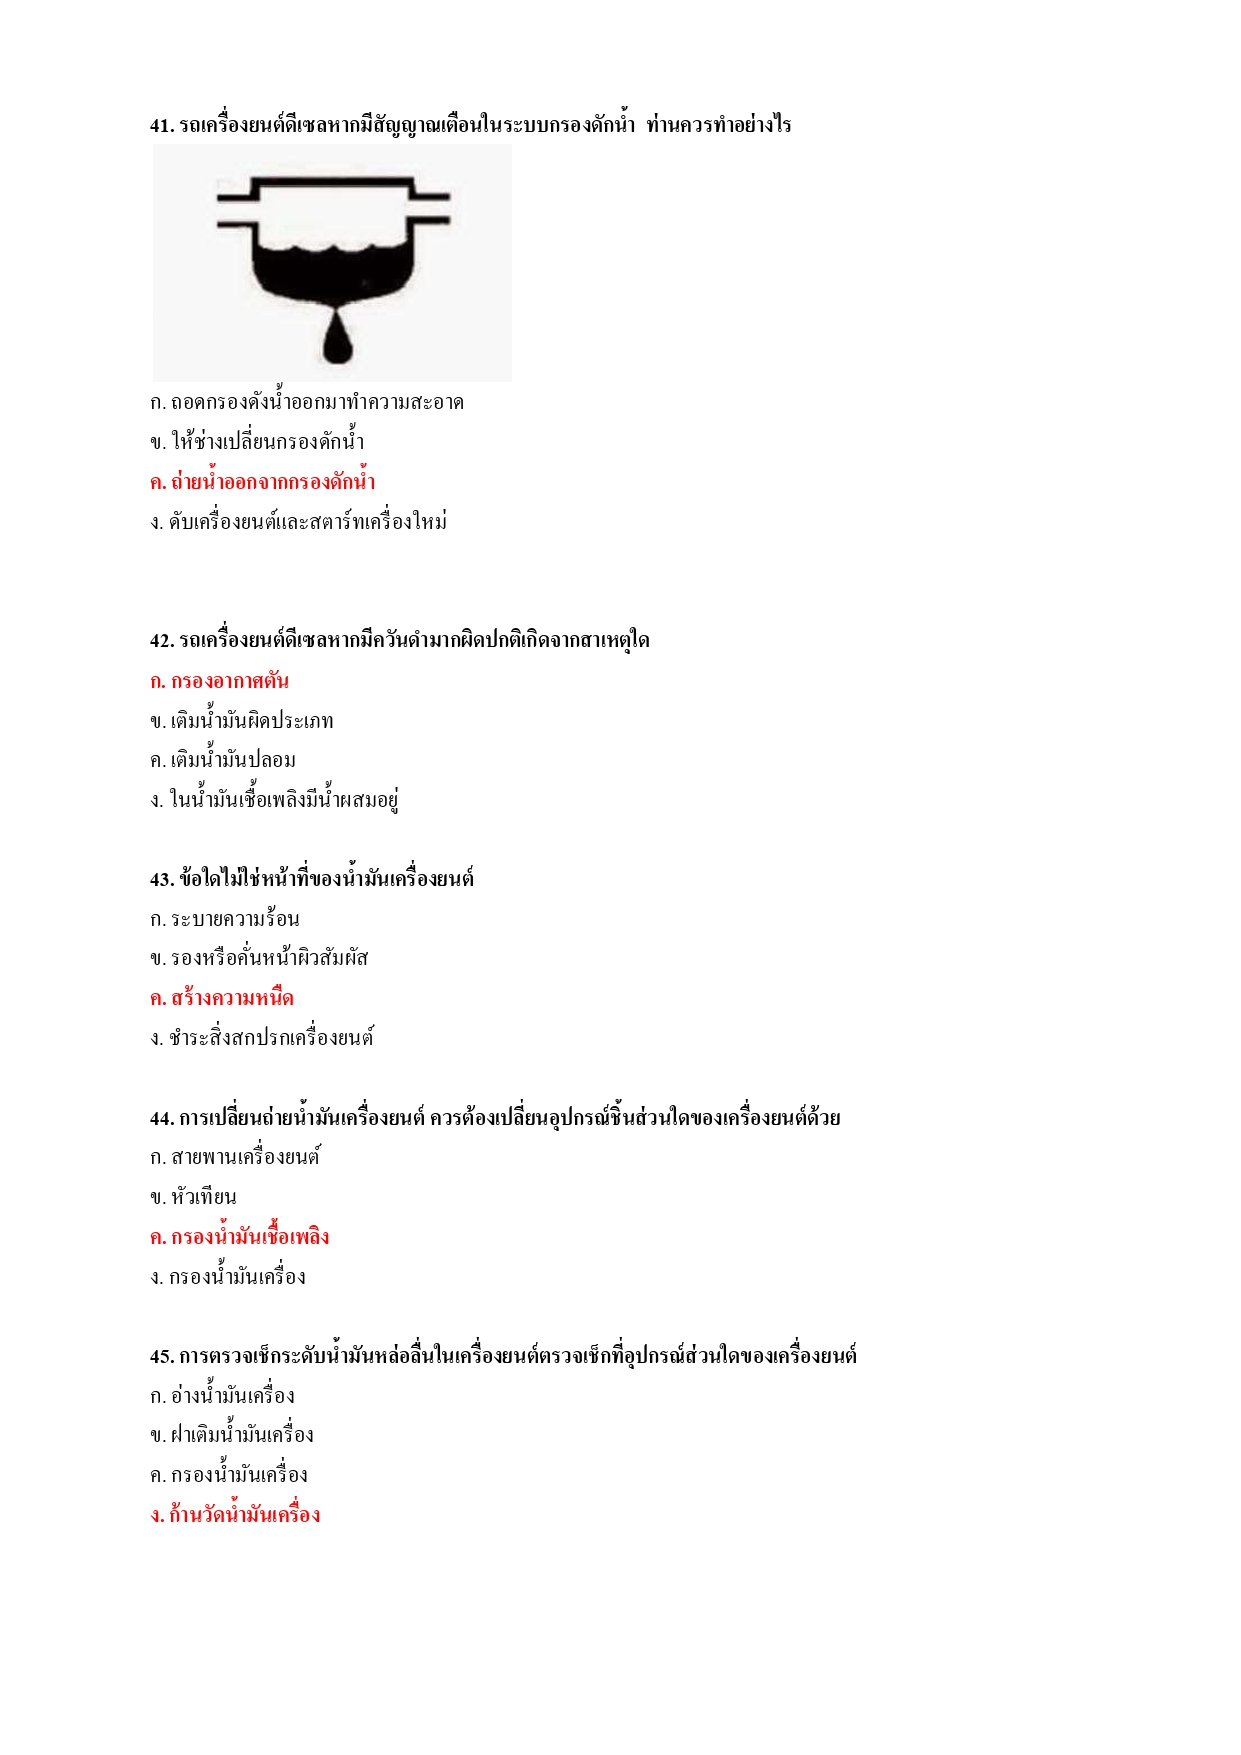 41. รถเครื่องยนต์ดีเซลหากมีสัญญาณเตือนในระบบกรองดักน้ำ ท่านควรทำอย่างไร
ก. ถอดกรองดังน้ำออกมาทำความสะอาด
ข. ให้ช่างเปลี่ยนกรองดักน้ำ
ค. ถ่ายน้ำออกจากกรองดักน้ำ
ง. ดับเครื่องยนต์และสตาร์ทเครื่องใหม่
42. รถเครื่องยนต์ดีเซลหากมีควันดำมากผิดปกติเกิดจากสาเหตุใด
ก. กรองอากาศตัน
ข. เติมน้ำมันผิดประเภท
ค. เติมน้ำมันปลอม
ง. ในน้ำมันเชื้อเพลิงมีน้ำผสมอยู่
43. ข้อใดไม่ใช่หน้าที่ของน้ำมันเครื่องยนต์
ก. ระบายความร้อน
ข. รองหรือคั่นหน้าผิวสัมผัส
ค. สร้างความหนืด
ง. ชำระสิ่งสกปรกเครื่องยนต์
44. การเปลี่ยนถ่ายน้ำมันเครื่องยนต์ ควรต้องเปลี่ยนอุปกรณ์ชิ้นส่วนใดของเครื่องยนต์ด้วย
ก. สายพานเครื่องยนต์
ข. หัวเทียน
ค. กรองน้ำมันเชื้อเพลิง
ง. กรองน้ำมันเครื่อง
45. การตรวจเช็กระดับน้ำมันหล่อลื่นในเครื่องยนต์ตรวจเช็กที่อุปกรณ์ส่วนใดของเครื่องยนต์
ก. อ่างน้ำมันเครื่อง
ข. ฝาเติมน้ำมันเครื่อง
ค. กรองน้ำมันเครื่อง
ง. ก้านวัดน้ำมันเครื่อง